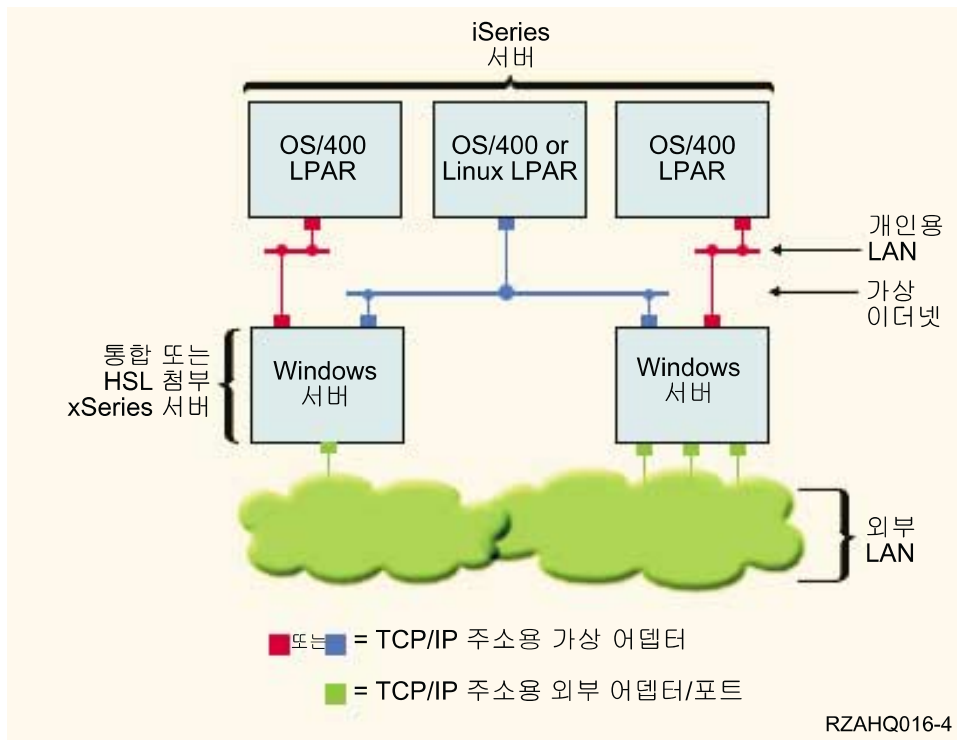 iSeries
서버
OS/400
LPAR
OS/400 or
Linux LPAR
OS/400
LPAR
개인용
LAN
가상
이더넷
통합 또는
HSL 첨부
xSeries 서버
Windows
서버
Windows
서버
외부
LAN
또는 = TCP/IP 주소용 가상 어뎁터
= TCP/IP 주소용 외부 어뎁터/포트
RZAHQ016-4